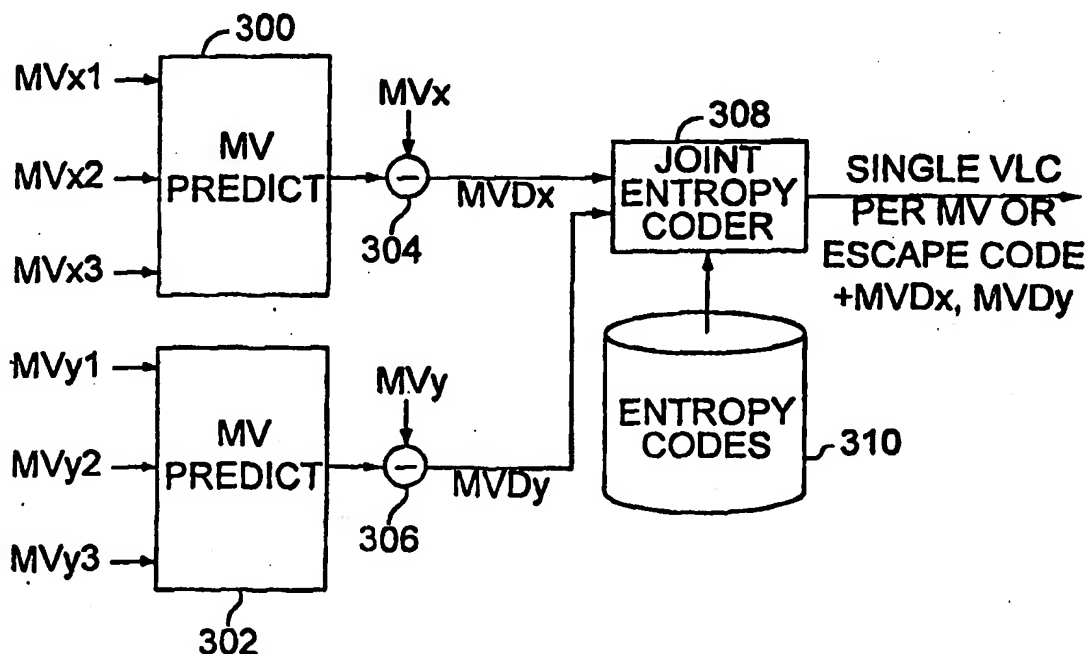 300
MVx1
MVx2
MVx3
MV
PREDICT
MVx
304
MVDx
308
JOINT
ENTROPY
CODER
SINGLE VLC
PER MV OR
ESCAPE CODE
+MVDx, MVDy
MVy1
MVy2
MVy3
MV
PREDICT
302
MVy
306
MVDy
ENTROPY
CODES
310